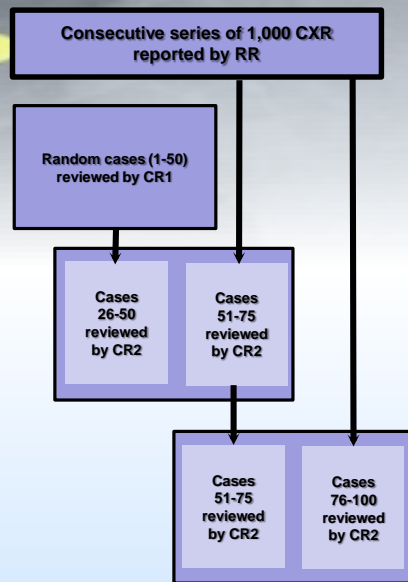 Consecutive series of 1,000 CXR
reported by RR
Random cases (1-50)
reviewed by CR1
Cases
26-50
reviewed
by CR2
Cases
51-75
reviewed
by CR2
Cases
51-75
reviewed
by CR2
Cases
76-100
reviewed
by CR2